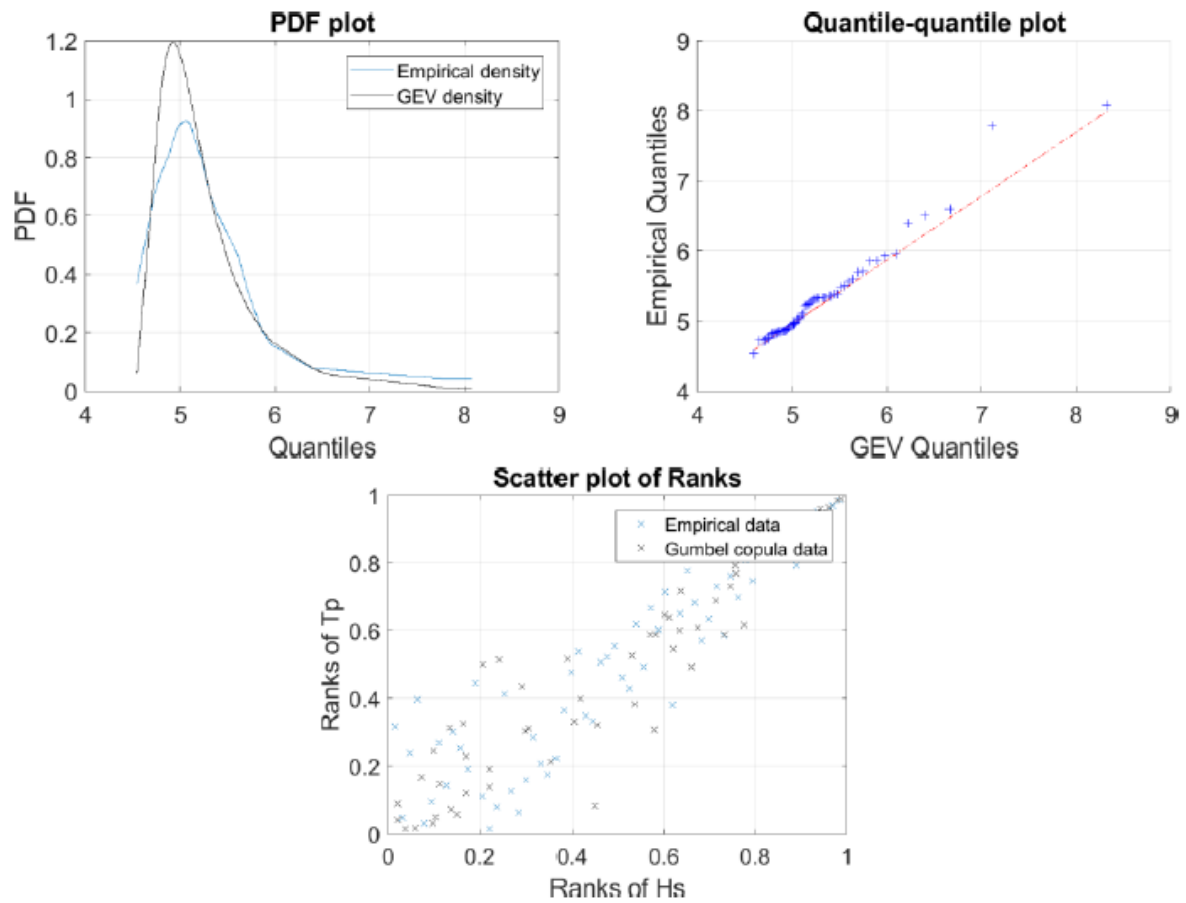 PDF plot
1.2
1
0.8
0.6
0.4
0.2
0
PDF
Empirical density
GEV density
4 5 6 7 8 9
Quantiles
Quantile-quantile plot
9
8
7
6
5
4
Empirical Quantiles
4 5 6 7 8 9
GEV Quantiles
Scatter plot of Ranks
1
0.8
0.6
0.4
0.2
0
Ranks of Tp
Empirical data
Gumbel copula data
0 0.2 0.4 0.6 0.8 1
Ranks of Hs